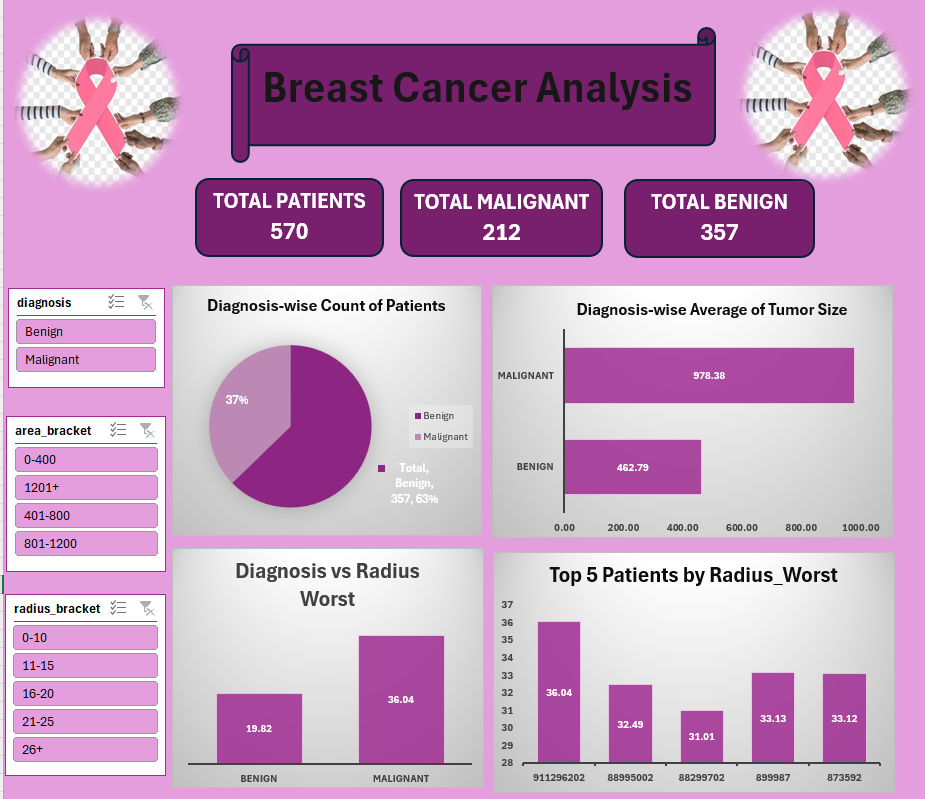 Breast Cancer Analysis
TOTAL PATIENTS
570
TOTAL MALIGNANT
212
TOTAL BENIGN
357
diagnosis
Benign
Malignant
area_bracket
0-400
1201+
401-800
801-1200
radius_bracket
0-10
11-15
16-20
21-25
26+
Diagnosis-wise Count of Patients
37%
Benign
Malignant
Total,
Benign,
357, 63%
Diagnosis-wise Average of Tumor Size
MALIGNANT
978.38
BENIGN
462.79
0.00 200.00 400.00 600.00 800.00 1000.00
Diagnosis vs Radius
Worst
19.82
36.04
BENIGN MALIGNANT
Top 5 Patients by Radius_Worst
37
36
35
34
33
32
31
30
29
28
36.04
32.49
31.01
33.13
33.12
911296202 88995002 88299702 899987 873592